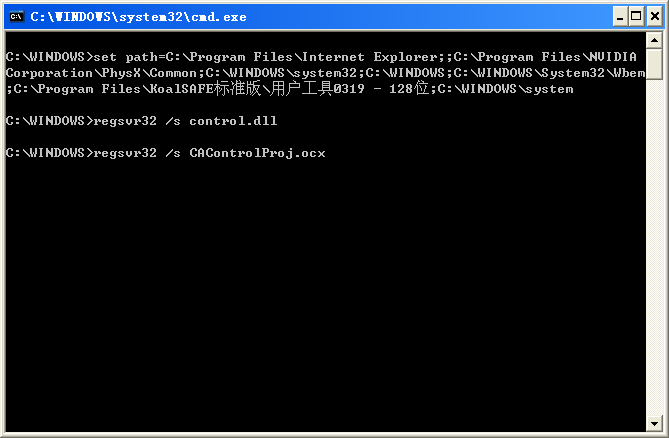 C:\WINDOWS\system32\cmd.exe
C:\WINDOWS>set path=C:\Program Files\Internet Explorer;;C:\Program Files\NVIDIA
Corporation\PhysX\Common;C:\WINDOWS\system32;C:\WINDOWS;C:\WINDOWS\System32\Wbem
;C:\Program Files\KoalSAFE标准版\用户工具0319 - 128位;C:\WINDOWS\system
C:\WINDOWS>regsvr32 /s control.dll
C:\WINDOWS>regsvr32 /s CAControlProj.ocx